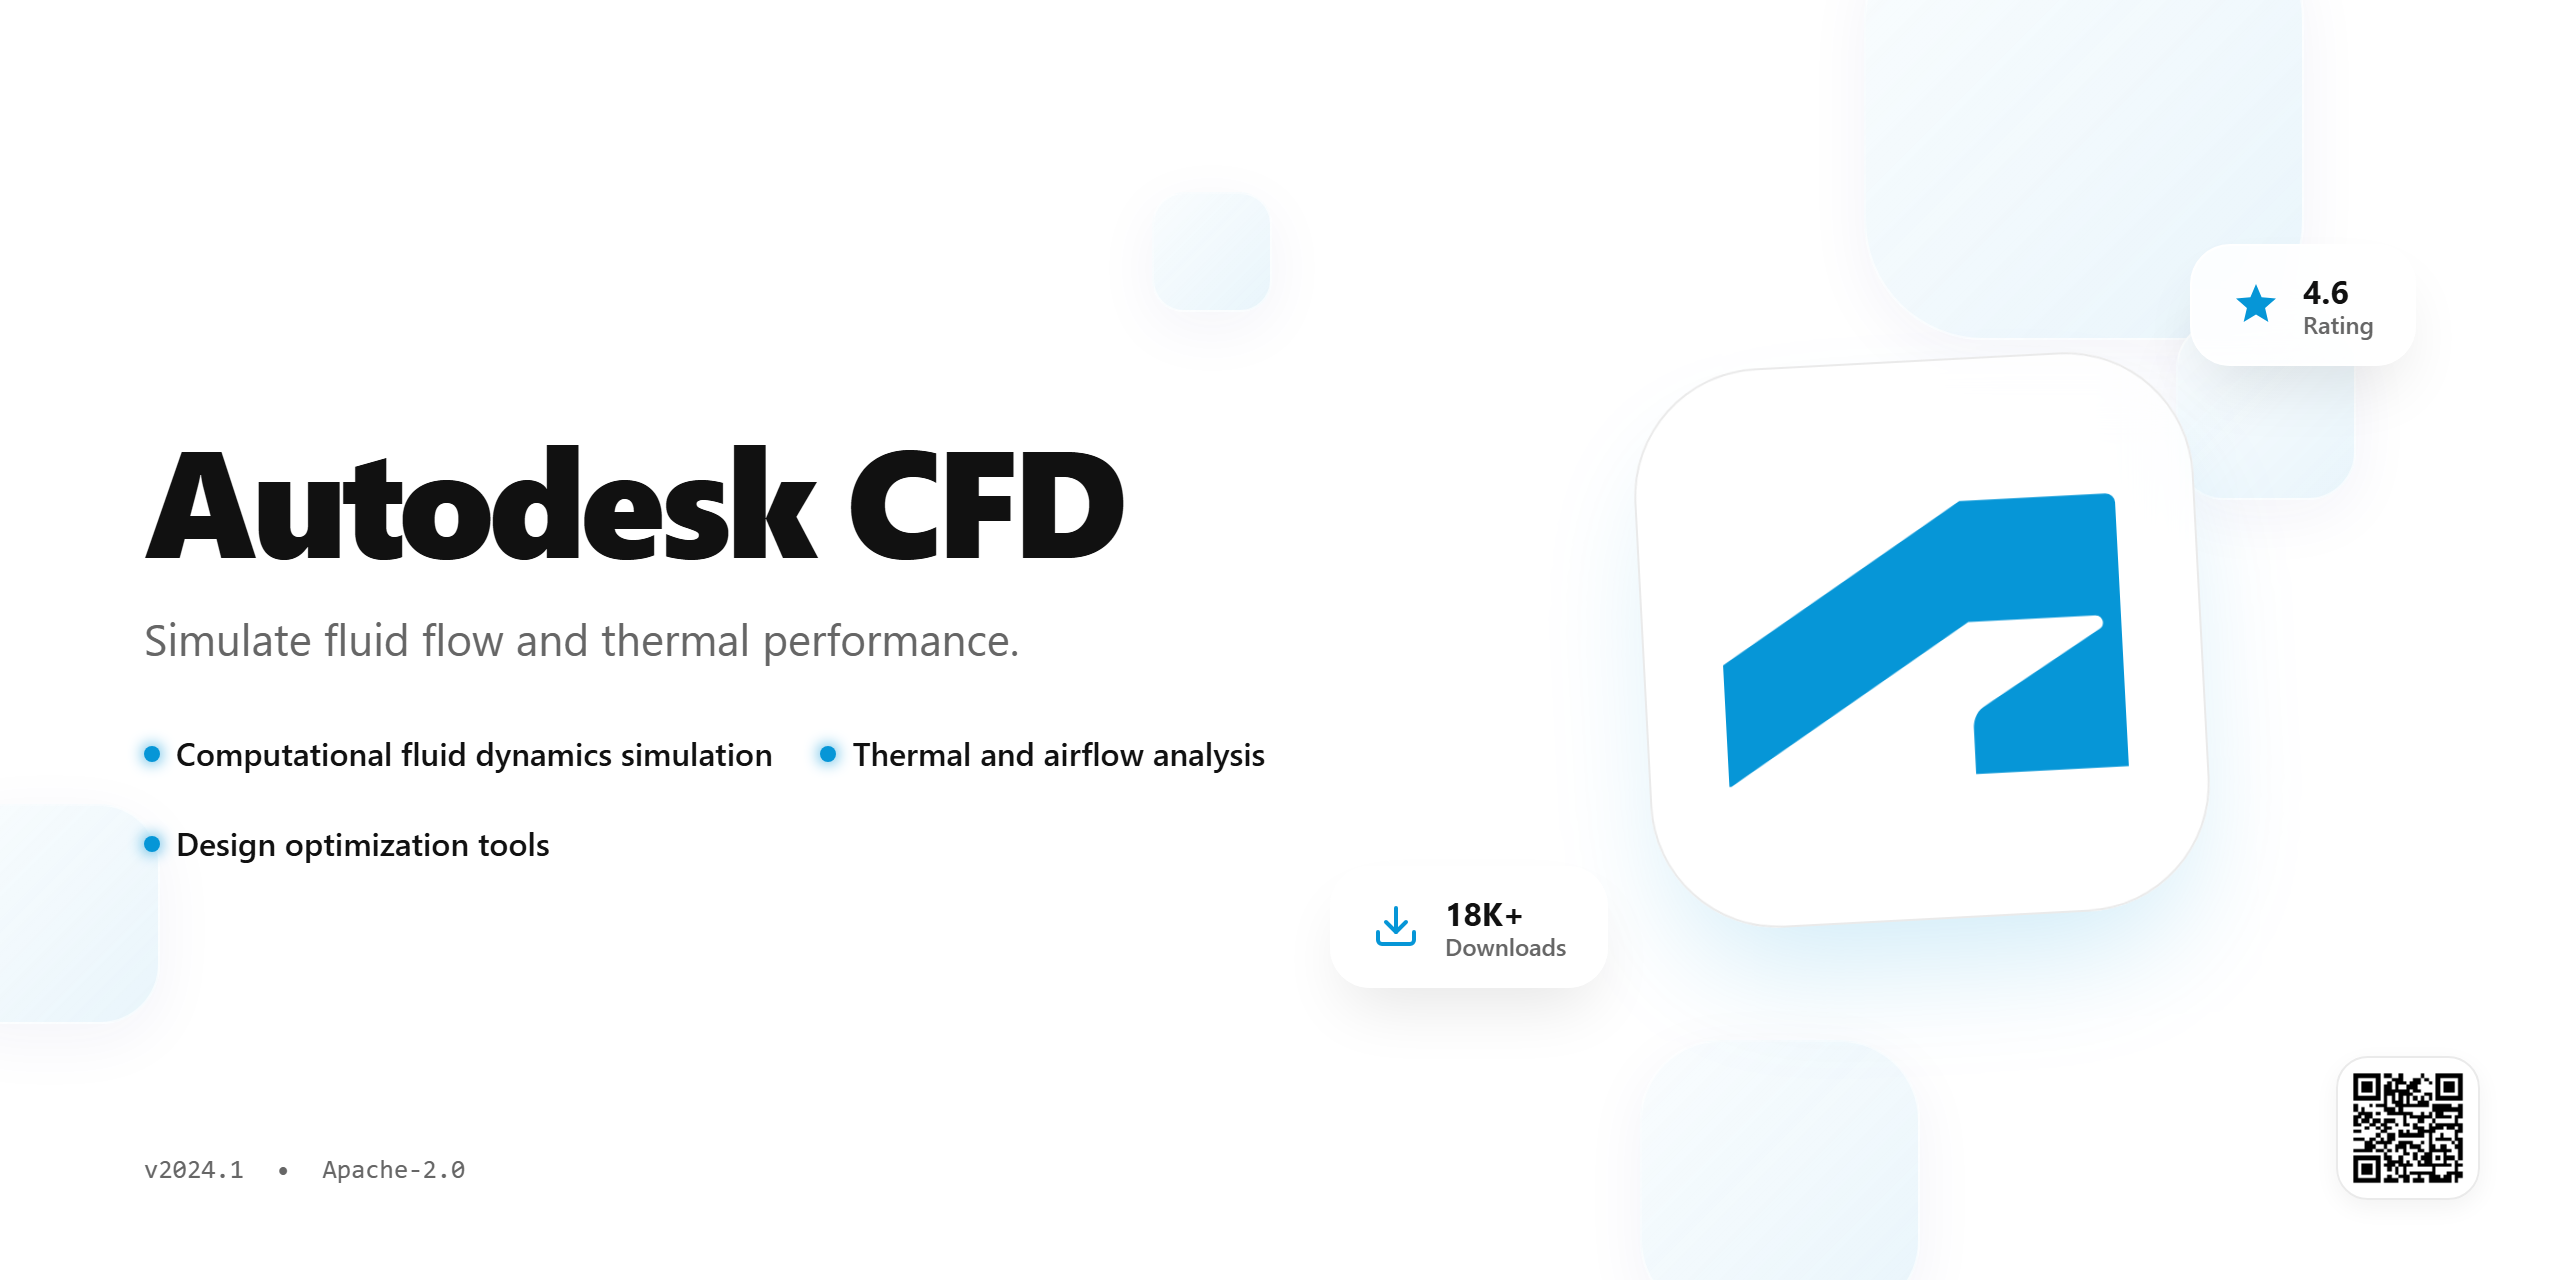 Autodesk CFD
Simulate fluid flow and thermal performance.
Computational fluid dynamics simulation
Thermal and airflow analysis
Design optimization tools
4.6
Rating
18K+
Downloads
v2024.1 • Apache-2.0